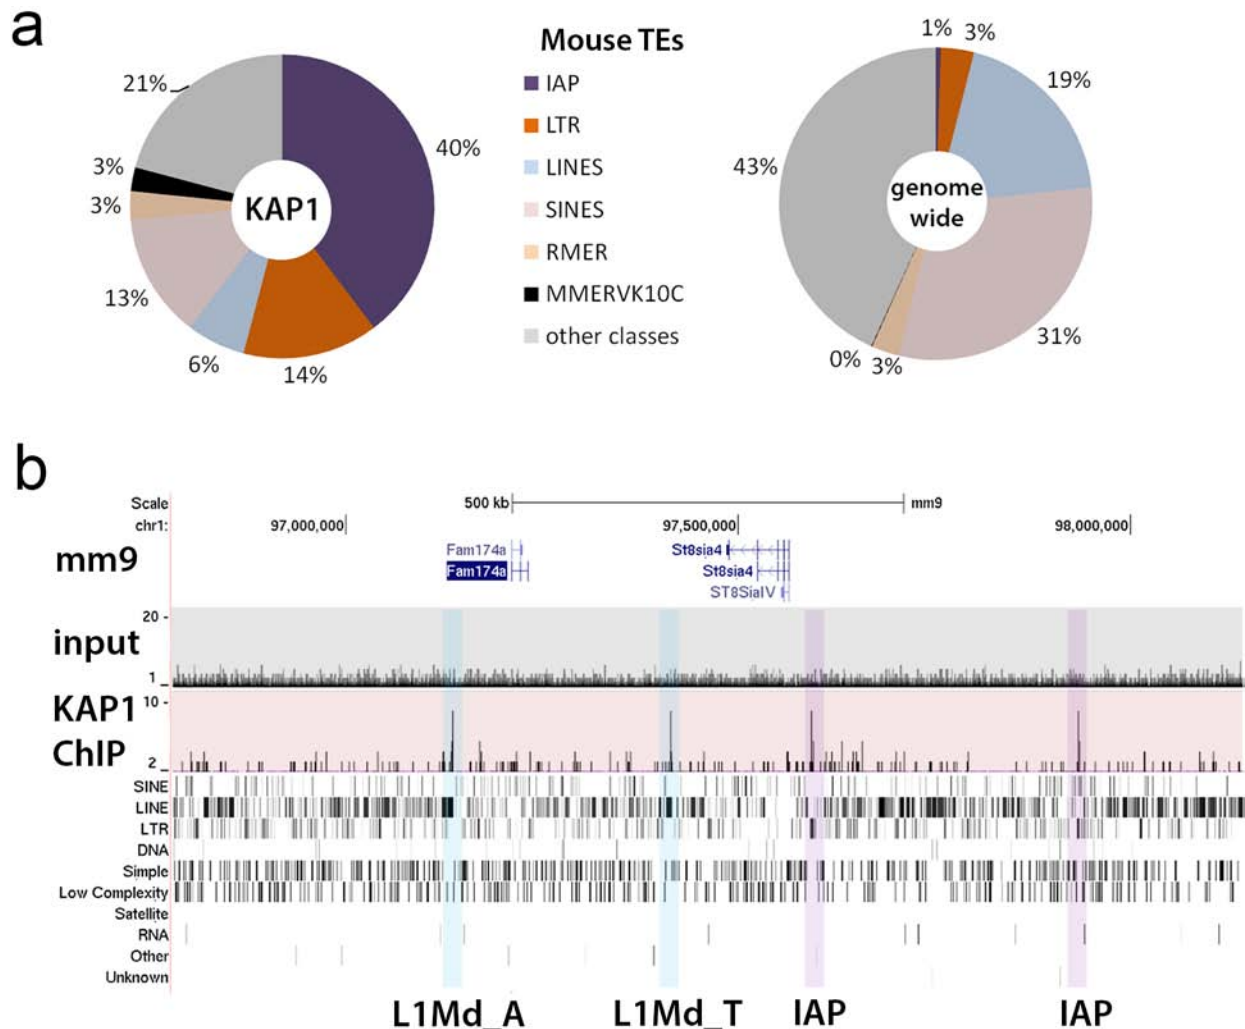 a
Mouse TEs
IAP
LTR
LINES
SINES
RMER
MMERVK10C
other classes
KAP1
40%
14%
6%
13%
3%
3%
21%
genome
wide
1%
3%
19%
31%
3%
0%
43%
b
Scale 500 kb mm9
chr1: 97,000,000 97,500,000 98,000,000
mm9
Fam174a St8sia4
Fam174a St8sia4
ST8SiaIV
input
20
1
KAP1
ChIP
10
2
SINE
LINE
LTR
DNA
Simple
Low Complexity
Satellite
RNA
Other
Unknown
L1Md_A L1Md_T IAP IAP